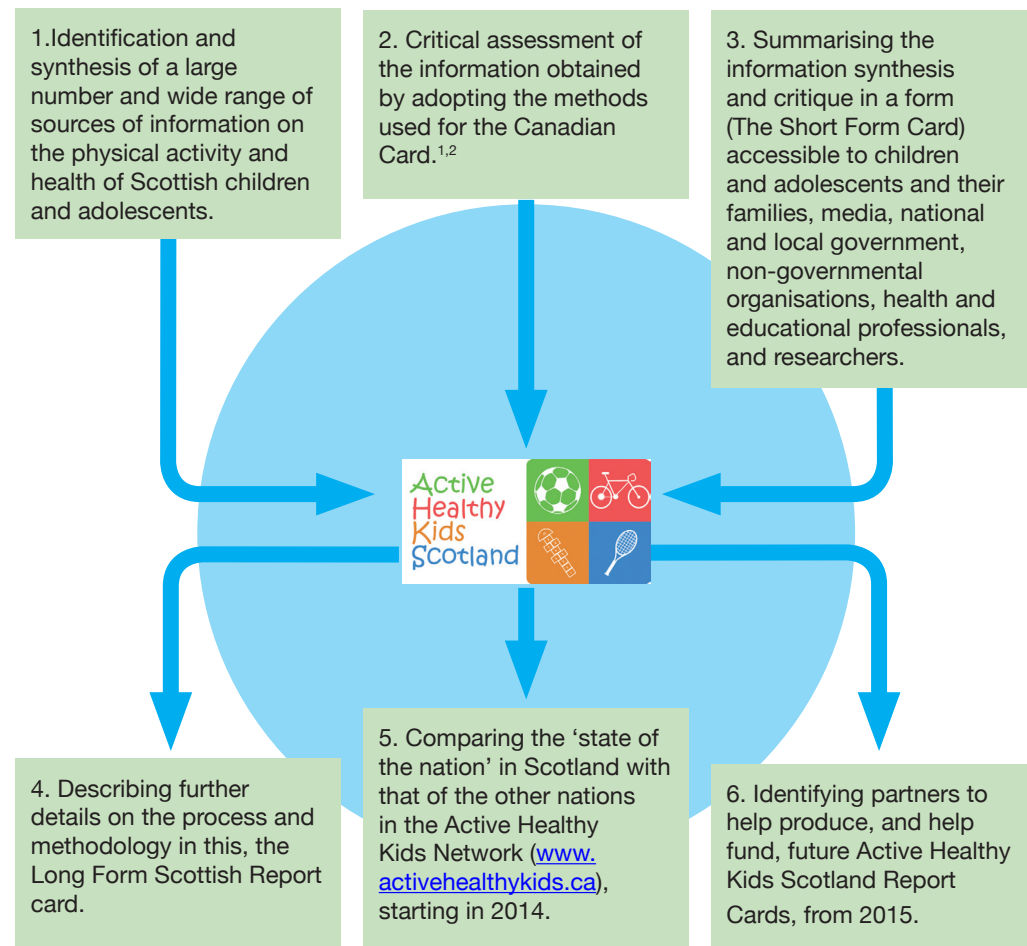 1.Identification and
synthesis of a large
number and wide range of
sources of information on
the physical activity and
health of Scottish children
and adolescents.
2. Critical assessment of
the information obtained
by adopting the methods
used for the Canadian
Card.1,2
3. Summarising the
information synthesis
and critique in a form
(The Short Form Card)
accessible to children
and adolescents and their
families, media, national
and local government,
non-governmental
organisations, health and
educational professionals,
and researchers.
Active
Healthy
Kids
Scotland
4. Describing further
details on the process and
methodology in this, the
Long Form Scottish Report
card.
5. Comparing the ‘state of
the nation’ in Scotland with
that of the other nations
in the Active Healthy
Kids Network (www.
activehealthykids.ca),
starting in 2014.
6. Identifying partners to
help produce, and help
fund, future Active Healthy
Kids Scotland Report
Cards, from 2015.